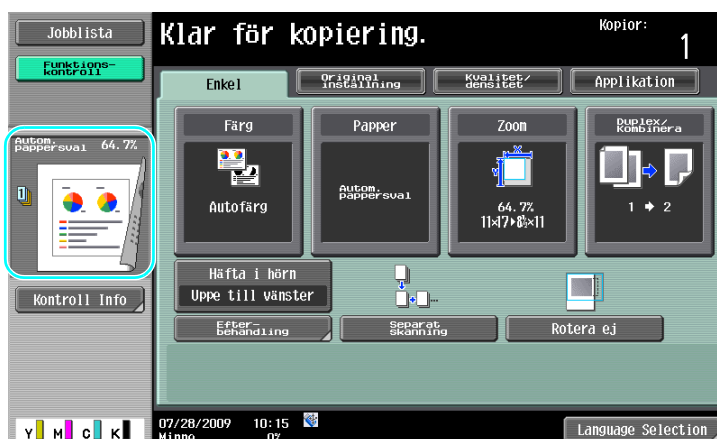 Jobblista
Klar för kopiering.
Kopior:
1
Funktions-
kontroll
Enkel
Original
inställning
Kvalitet/
densitet
Applikation
Autom.
pappersval 64.7%
1
Färg
Autofärg
Papper
Autom.
pappersval
Zoom
64.7%
11×17▸8½×11
Duplex/
Kombinera
1 ➧ 2
Häfta i hörn
Uppe till vänster
Kontroll Info
Efter-
behandling
Separat
skanning
Rotera ej
07/28/2009 10:15
Minne 0%
Y M C K
Language Selection